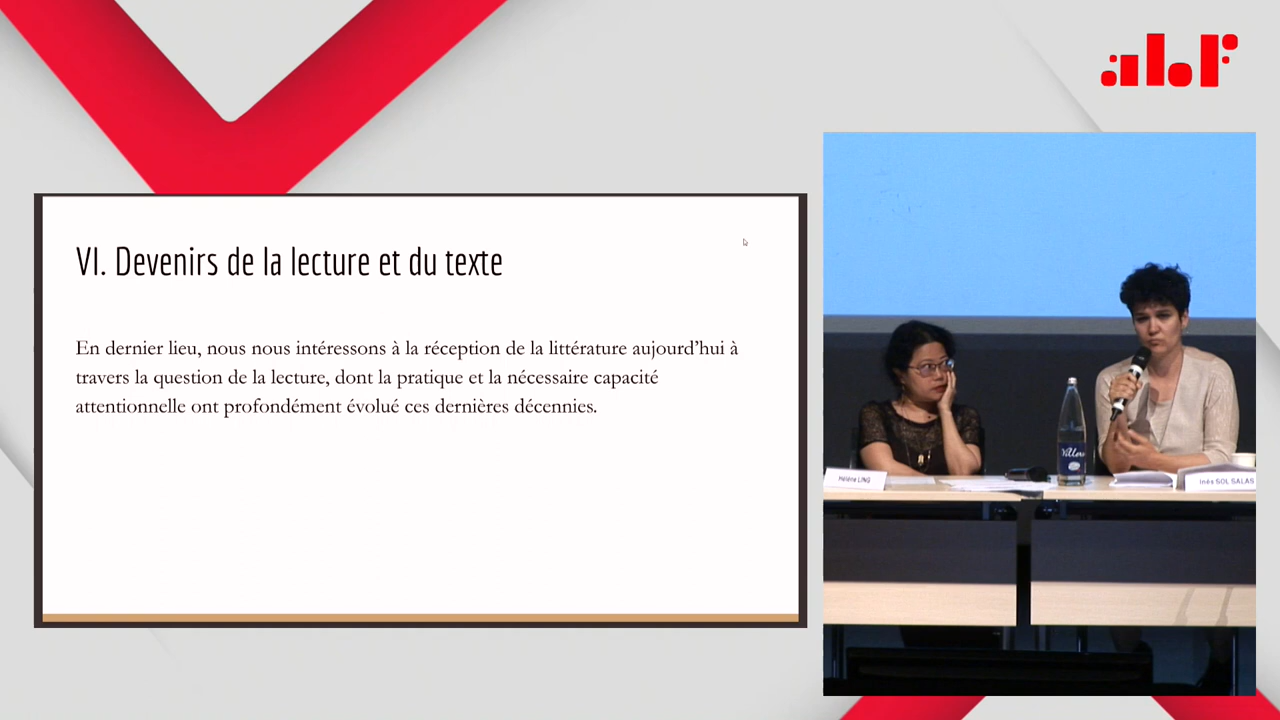 abf
VI. Devenirs de la lecture et du texte
En dernier lieu, nous nous intéressons à la réception de la littérature aujourd'hui à
travers la question de la lecture, dont la pratique et la nécessaire capacité
attentionnelle ont profondément évolué ces dernières décennies.
Hélène LING
Inès SOL SALAS